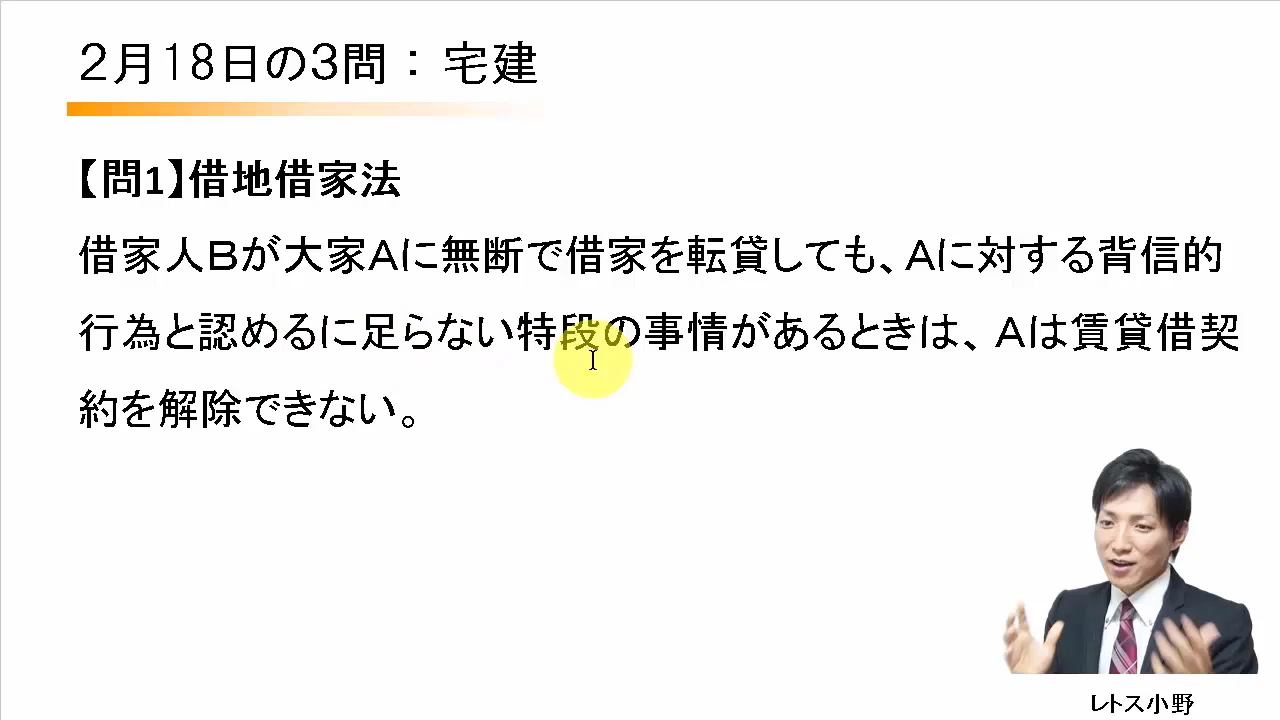 ２月18日の３問：宅建
【問1】借地借家法
借家人Ｂが大家Ａに無断で借家を転貸しても、Ａに対する背信的
行為と認めるに足らない特段の事情があるときは、Ａは賃貸借契
約を解除できない。
レトス小野